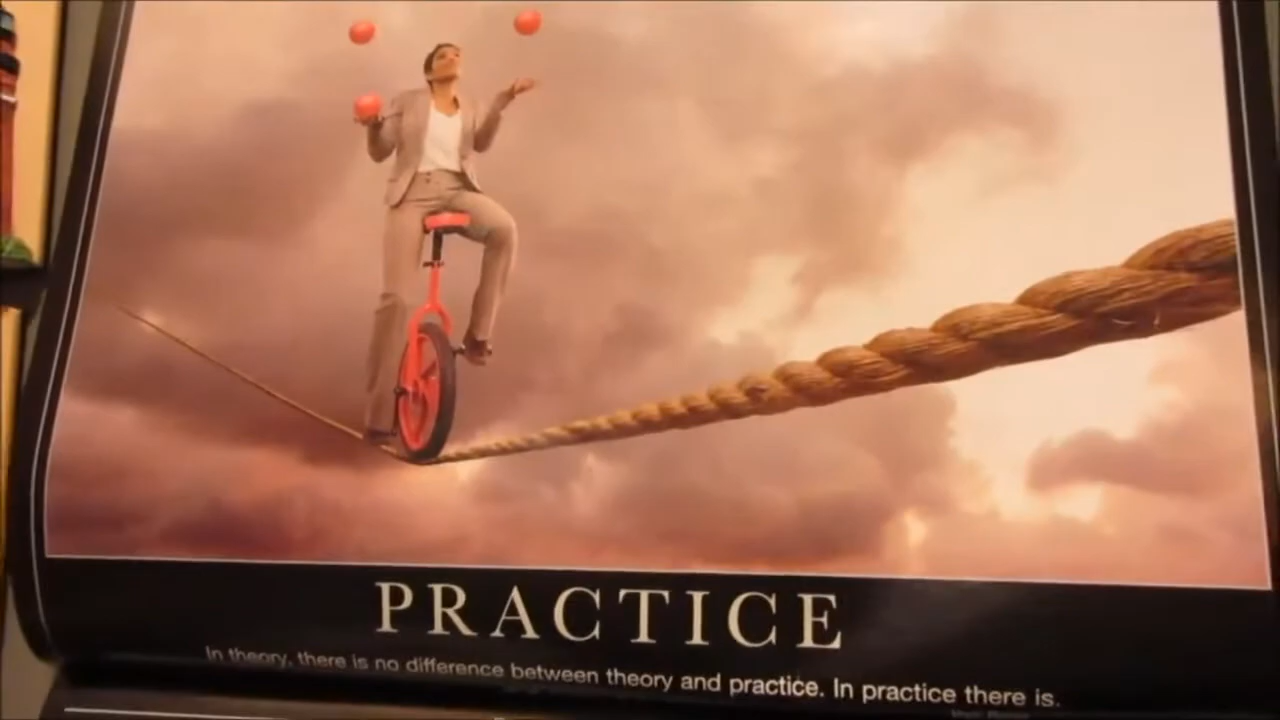 PRACTICE
In theory, there is no difference between theory and practice. In practice there is.